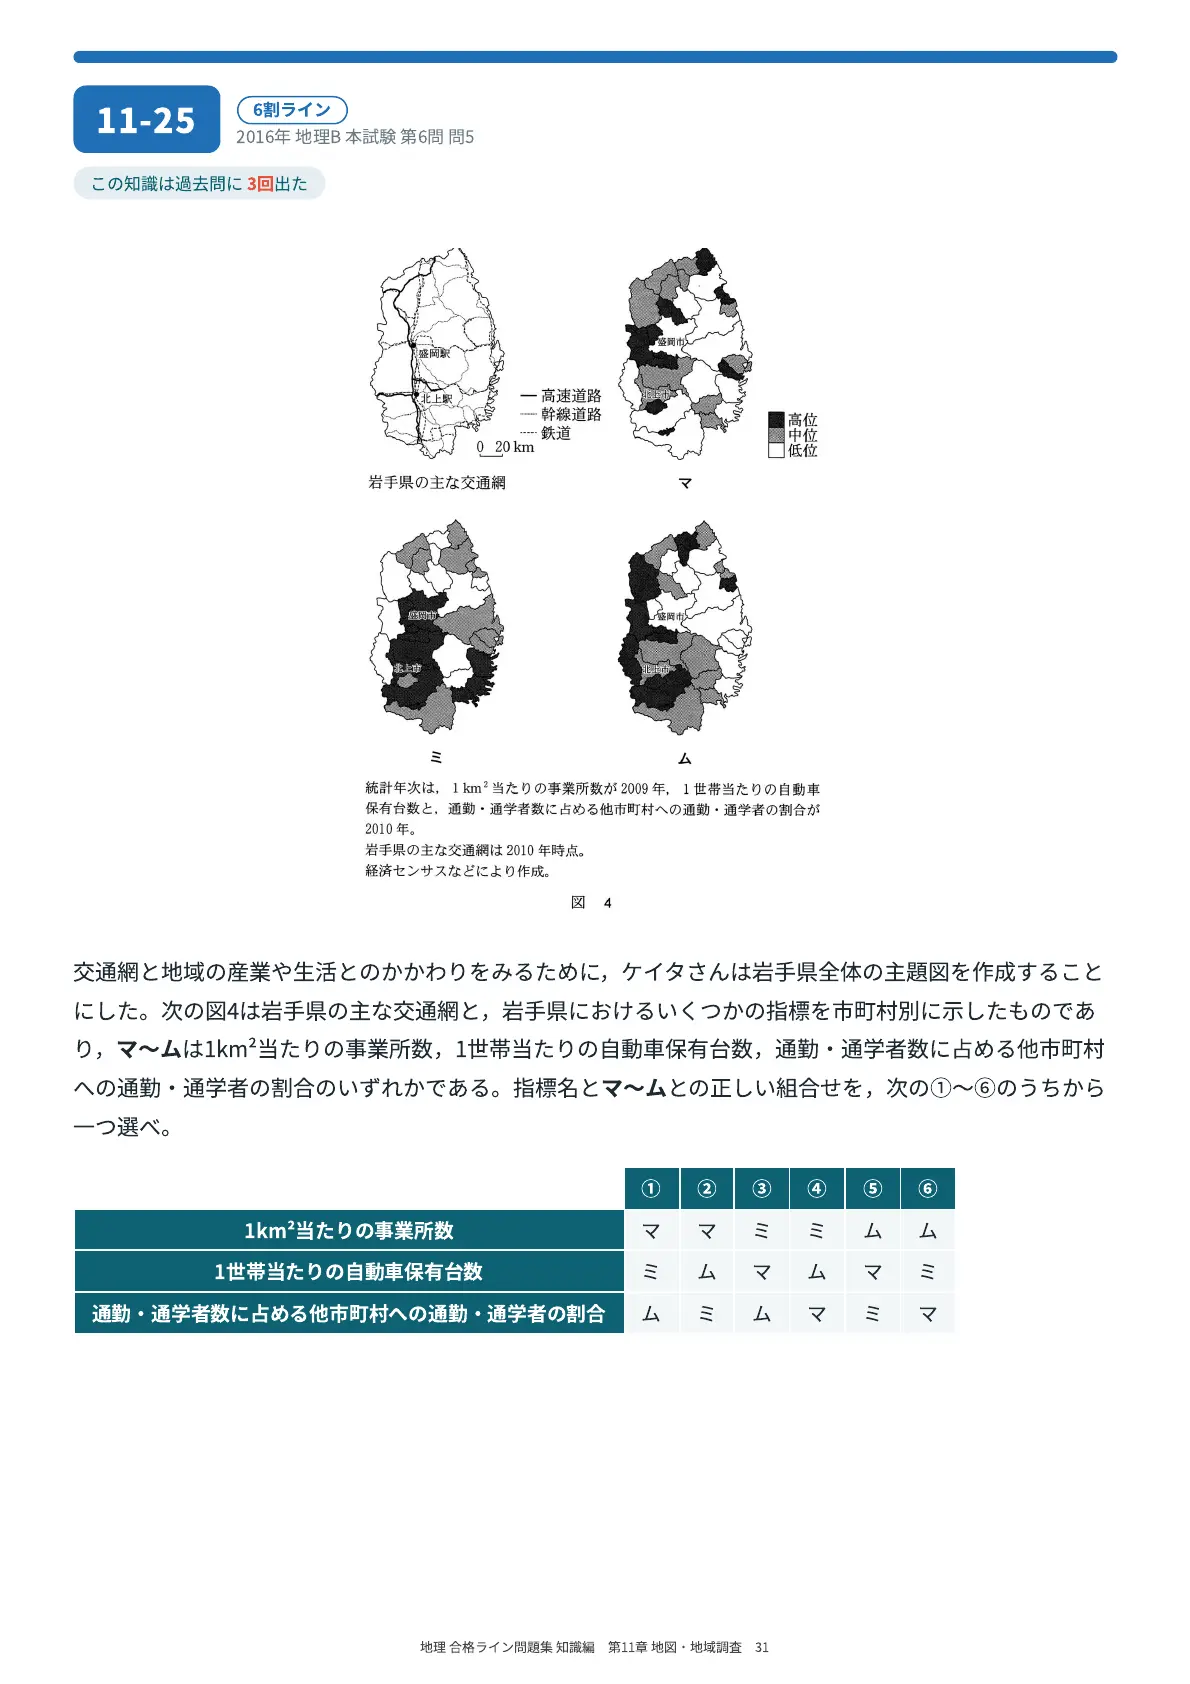 11-25
6割ライン
2016年 地理B 本試験 第6問 問5
この知識は過去問に 3回出た
盛岡駅
北上駅
高速道路
幹線道路
鉄道
0 20 km
岩手県の主な交通網
盛岡市
北上市
高位
中位
低位
マ
盛岡市
北上市
ミ
盛岡市
北上市
ム
統計年次は，1 km²当たりの事業所数が 2009 年，1 世帯当たりの自動車
保有台数と，通勤・通学者数に占める他市町村への通勤・通学者の割合が
2010 年。
岩手県の主な交通網は 2010 年時点。
経済センサスなどにより作成。
図 4
交通網と地域の産業や生活とのかかわりをみるために，ケイタさんは岩手県全体の主題図を作成すること
にした。次の図4は岩手県の主な交通網と，岩手県におけるいくつかの指標を市町村別に示したものであ
り，マ～ムは1km²当たりの事業所数，1世帯当たりの自動車保有台数，通勤・通学者数に占める他市町村
への通勤・通学者の割合のいずれかである。指標名とマ～ムとの正しい組合せを，次の①～⑥のうちから
一つ選べ。
① ② ③ ④ ⑤ ⑥
1km²当たりの事業所数 マ マ ミ ミ ム ム
1世帯当たりの自動車保有台数 ミ ム マ ム マ ミ
通勤・通学者数に占める他市町村への通勤・通学者の割合 ム ミ ム マ ミ マ
地理 合格ライン問題集 知識編 第11章 地図・地域調査 31